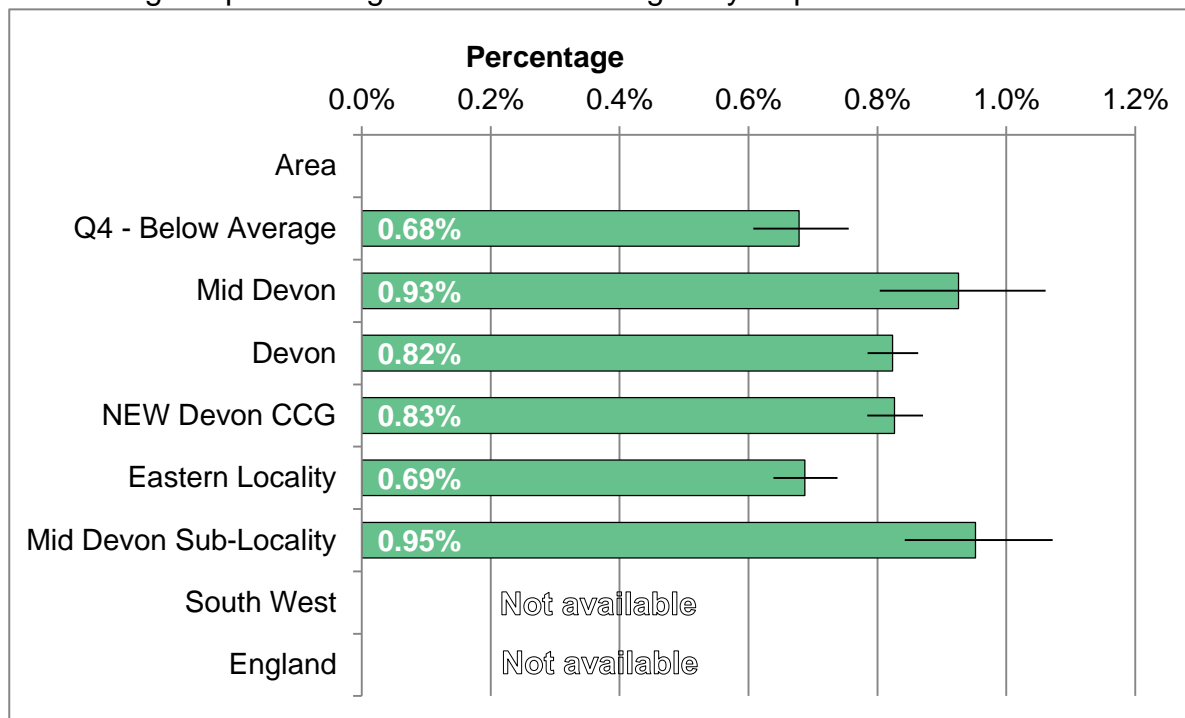 Percentage
0.0% 0.2% 0.4% 0.6% 0.8% 1.0% 1.2%
Area
Q4 - Below Average 0.68%
Mid Devon 0.93%
Devon 0.82%
NEW Devon CCG 0.83%
Eastern Locality 0.69%
Mid Devon Sub-Locality 0.95%
South West Not available
England Not available